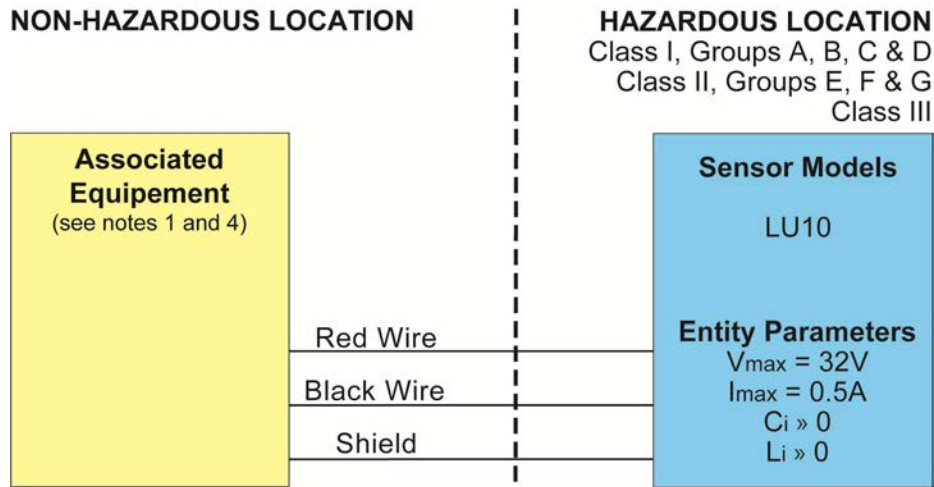 NON-HAZARDOUS LOCATION
HAZARDOUS LOCATION
Class I, Groups A, B, C & D
Class II, Groups E, F & G
Class III
Associated
Equipement
(see notes 1 and 4)
Red Wire
Black Wire
Shield
Sensor Models
LU10
Entity Parameters
Vmax = 32V
Imax = 0.5A
Ci » 0
Li » 0